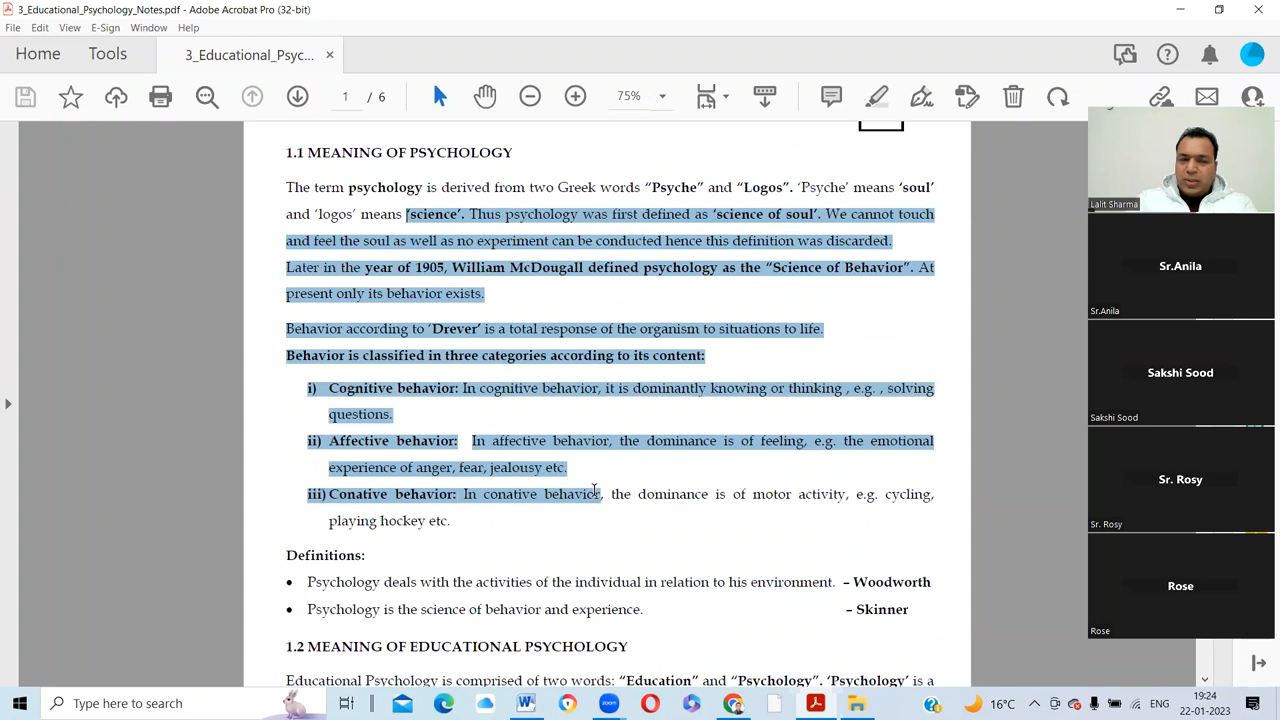 3_Educational_Psychology_Notes.pdf - Adobe Acrobat Pro (32-bit)
File Edit View E-Sign Window Help
Home Tools 3_Educational_Psyc...
1 / 6 75%
1.1 MEANING OF PSYCHOLOGY
The term psychology is derived from two Greek words “Psyche” and “Logos”. ‘Psyche’ means ‘soul’
and ‘logos’ means ‘science’. Thus psychology was first defined as ‘science of soul’. We cannot touch
and feel the soul as well as no experiment can be conducted hence this definition was discarded.
Later in the year of 1905, William McDougall defined psychology as the “Science of Behavior”. At
present only its behavior exists.
Behavior according to ‘Drever’ is a total response of the organism to situations to life.
Behavior is classified in three categories according to its content:
i) Cognitive behavior: In cognitive behavior, it is dominantly knowing or thinking , e.g. , solving
questions.
ii) Affective behavior: In affective behavior, the dominance is of feeling, e.g. the emotional
experience of anger, fear, jealousy etc.
iii) Conative behavior: In conative behavior, the dominance is of motor activity, e.g. cycling,
playing hockey etc.
Definitions:
• Psychology deals with the activities of the individual in relation to his environment. – Woodworth
• Psychology is the science of behavior and experience. – Skinner
1.2 MEANING OF EDUCATIONAL PSYCHOLOGY
Educational Psychology is comprised of two words: “Education” and “Psychology”. ‘Psychology’ is a
Lalit Sharma
Sr.Anila
Sr.Anila
Sakshi Sood
Sakshi Sood
Sr. Rosy
Sr. Rosy
Rose
Rose
Type here to search
zoom
16°C
ENG
19:24
22-01-2023